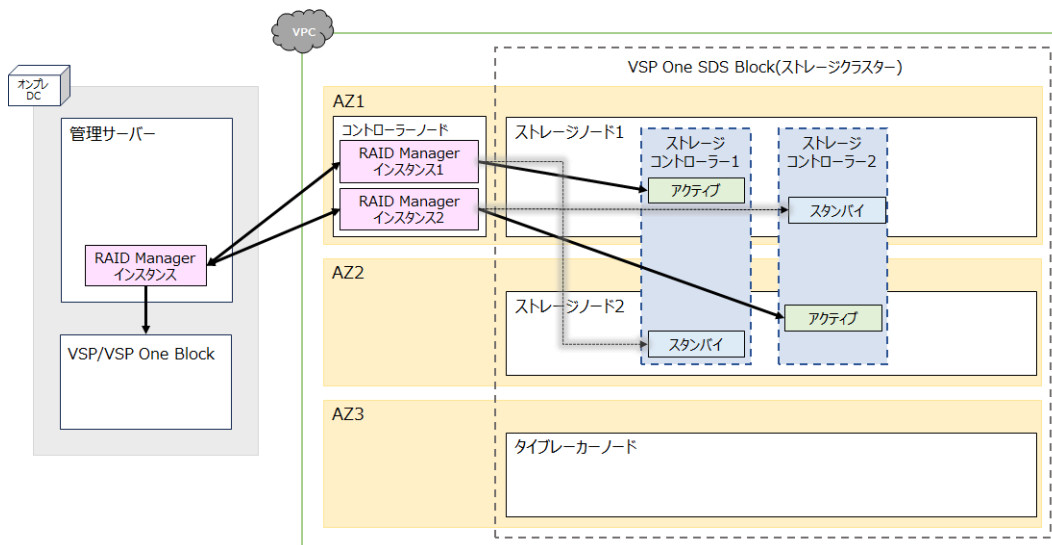 VPC
オンプレ
DC
管理サーバー
RAID Manager
インスタンス
VSP/VSP One Block
VSP One SDS Block(ストレージクラスター)
AZ1
コントローラーノード
RAID Manager
インスタンス1
RAID Manager
インスタンス2
ストレージノード1
ストレージ
コントローラー1
アクティブ
ストレージ
コントローラー2
スタンバイ
AZ2
ストレージノード2
スタンバイ
アクティブ
AZ3
タイブレーカーノード